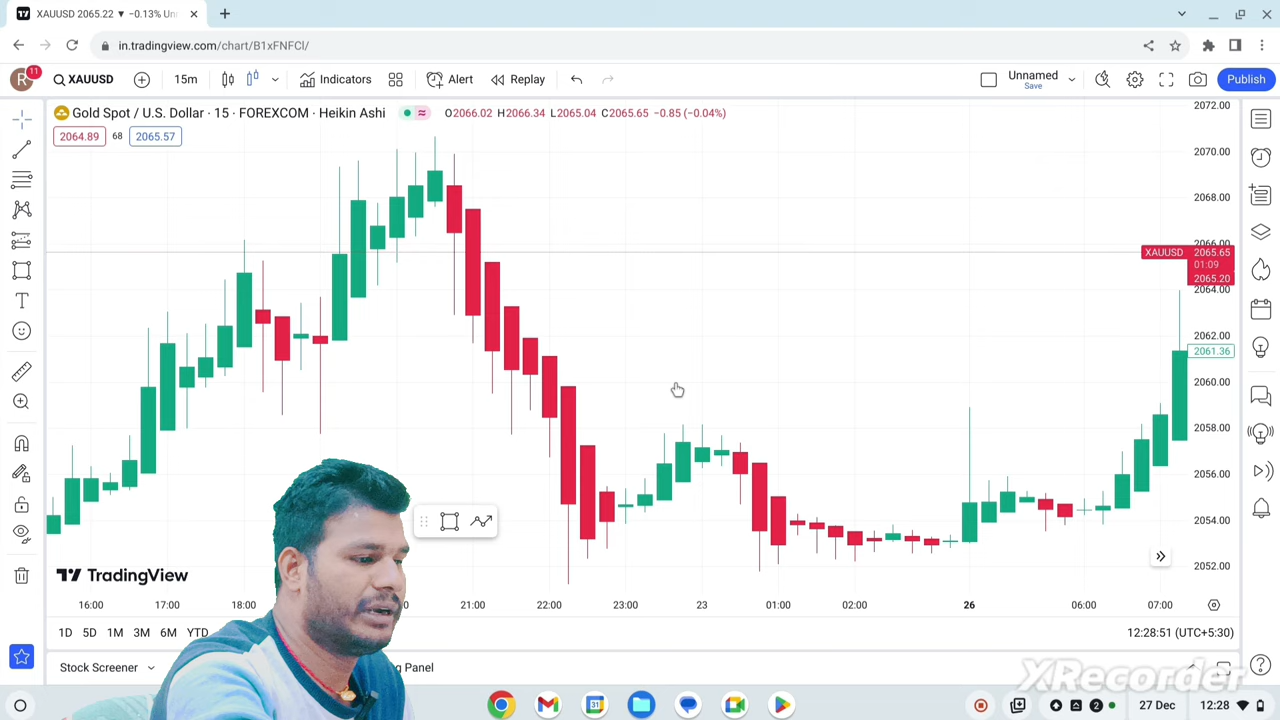 XAUUSD 2065.22 ▼ −0.13% Un
in.tradingview.com/chart/B1xFNFCl/
R 11 XAUUSD 15m Indicators Alert Replay Unnamed Save Publish
Gold Spot / U.S. Dollar · 15 · FOREXCOM · Heikin Ashi O2066.02 H2066.34 L2065.04 C2065.65 −0.85 (−0.04%)
2064.89 68 2065.57
2072.00
2070.00
2068.00
2066.00
XAUUSD 2065.65
01:09
2065.20
2064.00
2062.00
2061.36
2060.00
2058.00
2056.00
2054.00
2052.00
TradingView
16:00 17:00 18:00 21:00 22:00 23:00 23 01:00 02:00 26 06:00 07:00
1D 5D 1M 3M 6M YTD 12:28:51 (UTC+5:30)
Stock Screener Panel
XRecorder
31 2 27 Dec 12:28